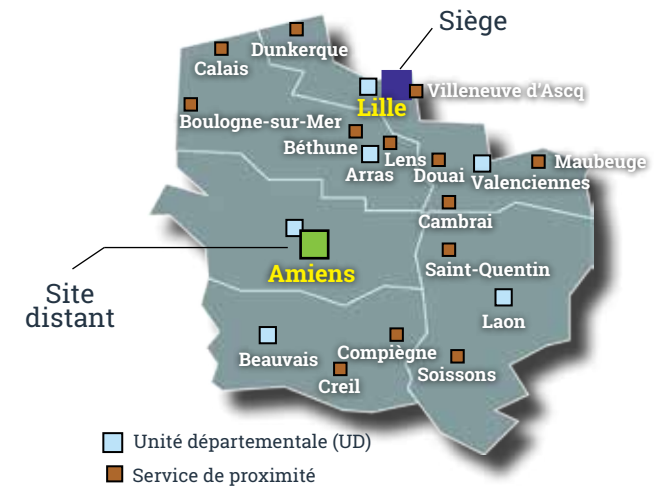 Siège
Dunkerque
Calais
Villeneuve d'Ascq
Lille
Boulogne-sur-Mer
Béthune
Lens
Maubeuge
Arras
Douai
Valenciennes
Cambrai
Amiens
Saint-Quentin
Site
distant
Laon
Beauvais
Compiègne
Soissons
Creil
Unité départementale (UD)
Service de proximité